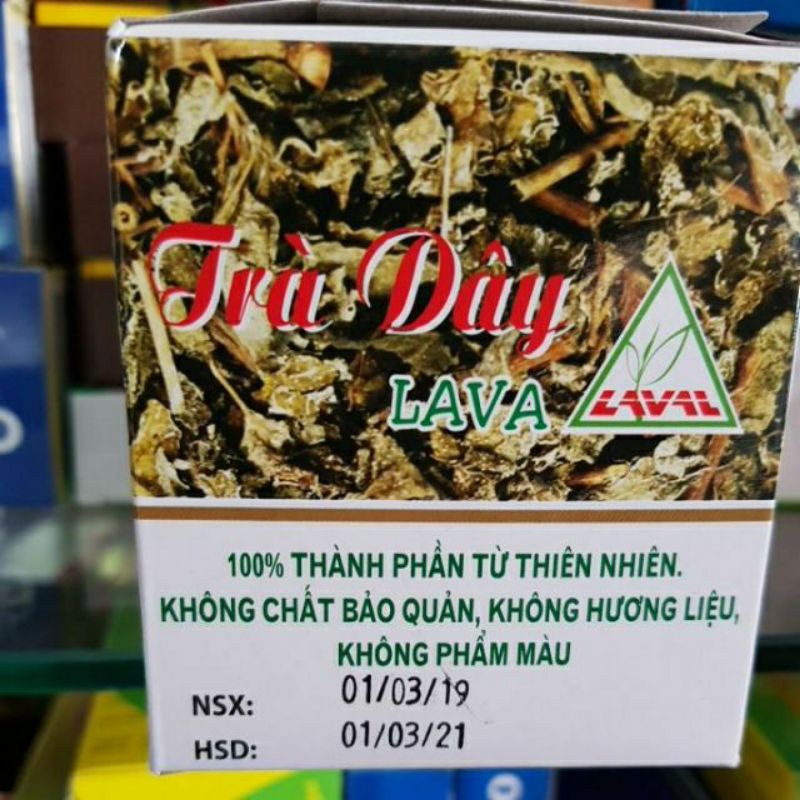 Trà Dây
LAVA
LAVAL
100% THÀNH PHẦN TỪ THIÊN NHIÊN.
KHÔNG CHẤT BẢO QUẢN, KHÔNG HƯƠNG LIỆU,
KHÔNG PHẨM MÀU
NSX: 01/03/19
HSD: 01/03/21